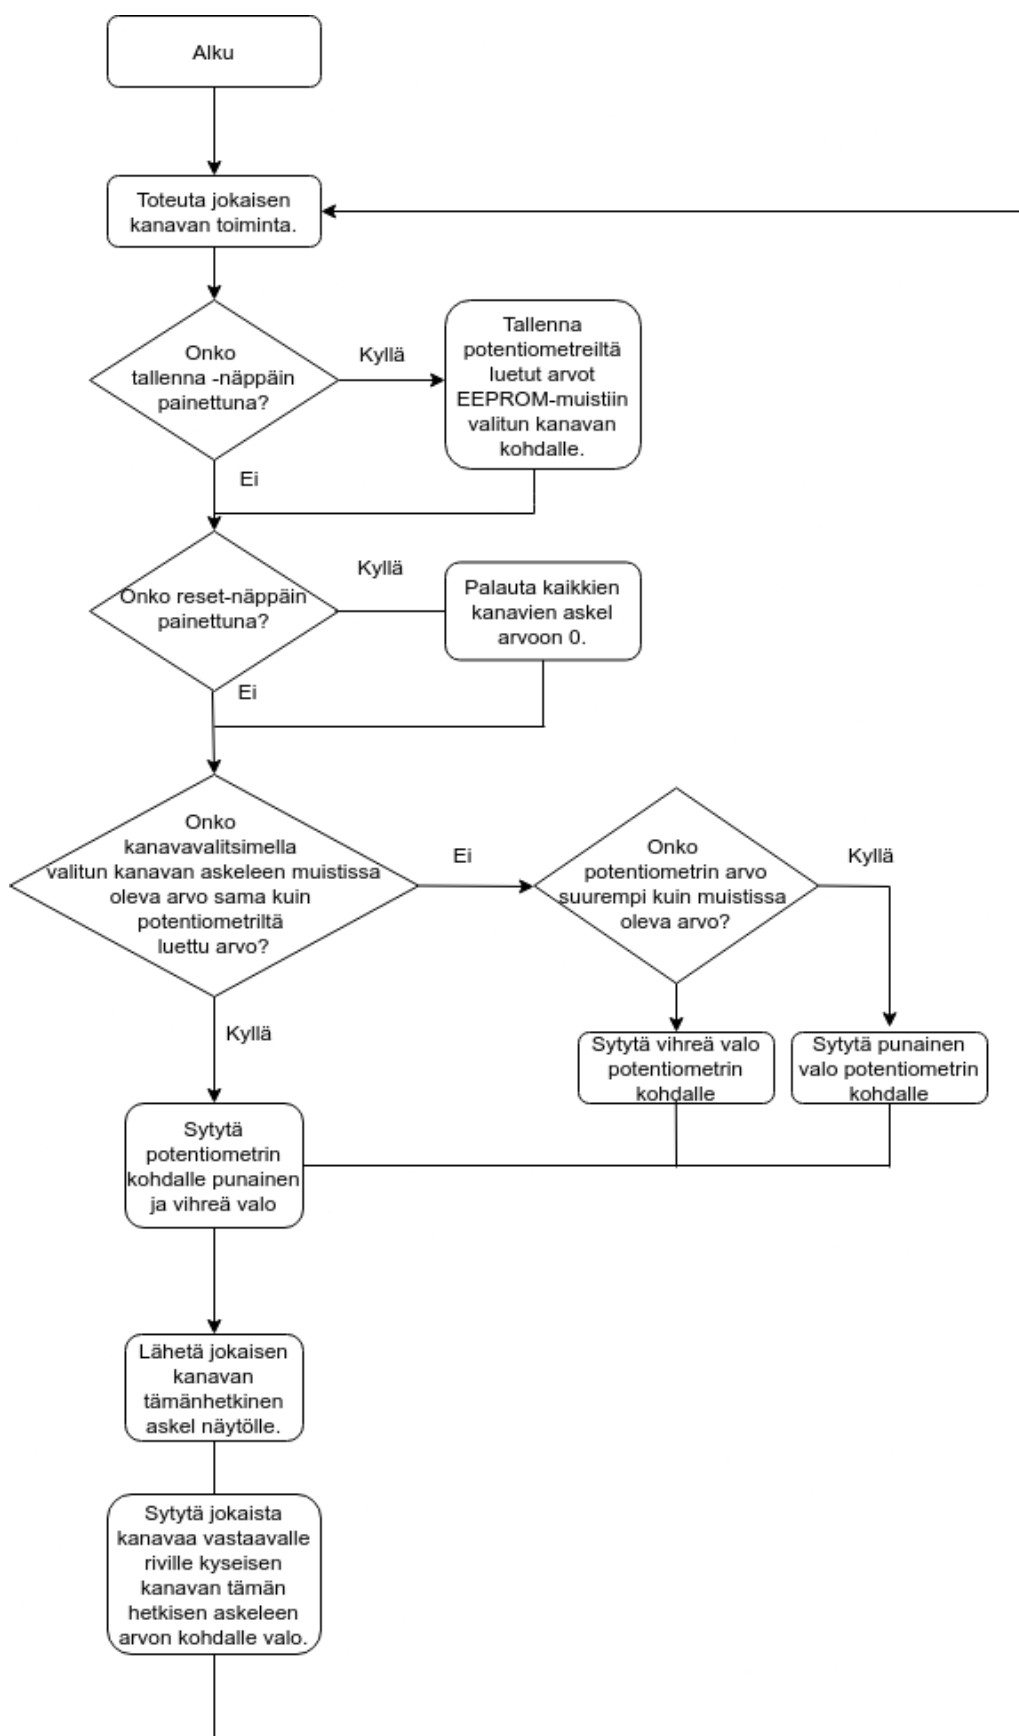 Alku
Toteuta jokaisen
kanavan toiminta.
Onko
tallenna -näppäin
painettuna?
Kyllä
Tallenna
potentiometreiltä
luetut arvot
EEPROM-muistiin
valitun kanavan
kohdalle.
Ei
Onko reset-näppäin
painettuna?
Kyllä
Palauta kaikkien
kanavien askel
arvoon 0.
Ei
Onko
kanavavalitsimella
valitun kanavan askeleen muistissa
oleva arvo sama kuin
potentiometriltä
luettu arvo?
Ei
Onko
potentiometrin arvo
suurempi kuin muistissa
oleva arvo?
Kyllä
Kyllä
Sytytä vihreä valo
potentiometrin
kohdalle
Sytytä punainen
valo potentiometrin
kohdalle
Sytytä
potentiometrin
kohdalle punainen
ja vihreä valo
Lähetä jokaisen
kanavan
tämänhetkinen
askel näytölle.
Sytytä jokaista
kanavaa vastaavalle
riville kyseisen
kanavan tämän
hetkisen askeleen
arvon kohdalle valo.